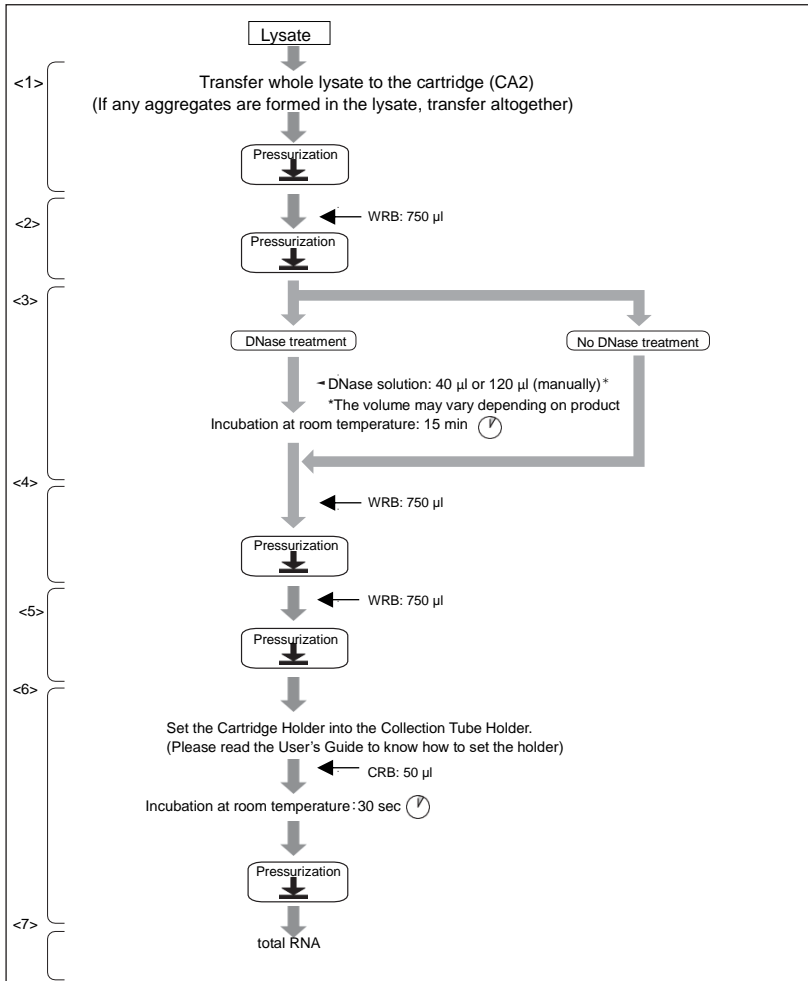 Lysate
<1>
Transfer whole lysate to the cartridge (CA2)
(If any aggregates are formed in the lysate, transfer altogether)
Pressurization
<2>
WRB: 750 µl
Pressurization
<3>
DNase treatment
No DNase treatment
DNase solution: 40 µl or 120 µl (manually)*
*The volume may vary depending on product
Incubation at room temperature: 15 min
<4>
WRB: 750 µl
Pressurization
<5>
WRB: 750 µl
Pressurization
<6>
Set the Cartridge Holder into the Collection Tube Holder.
(Please read the User's Guide to know how to set the holder)
CRB: 50 µl
Incubation at room temperature:30 sec
Pressurization
<7>
total RNA